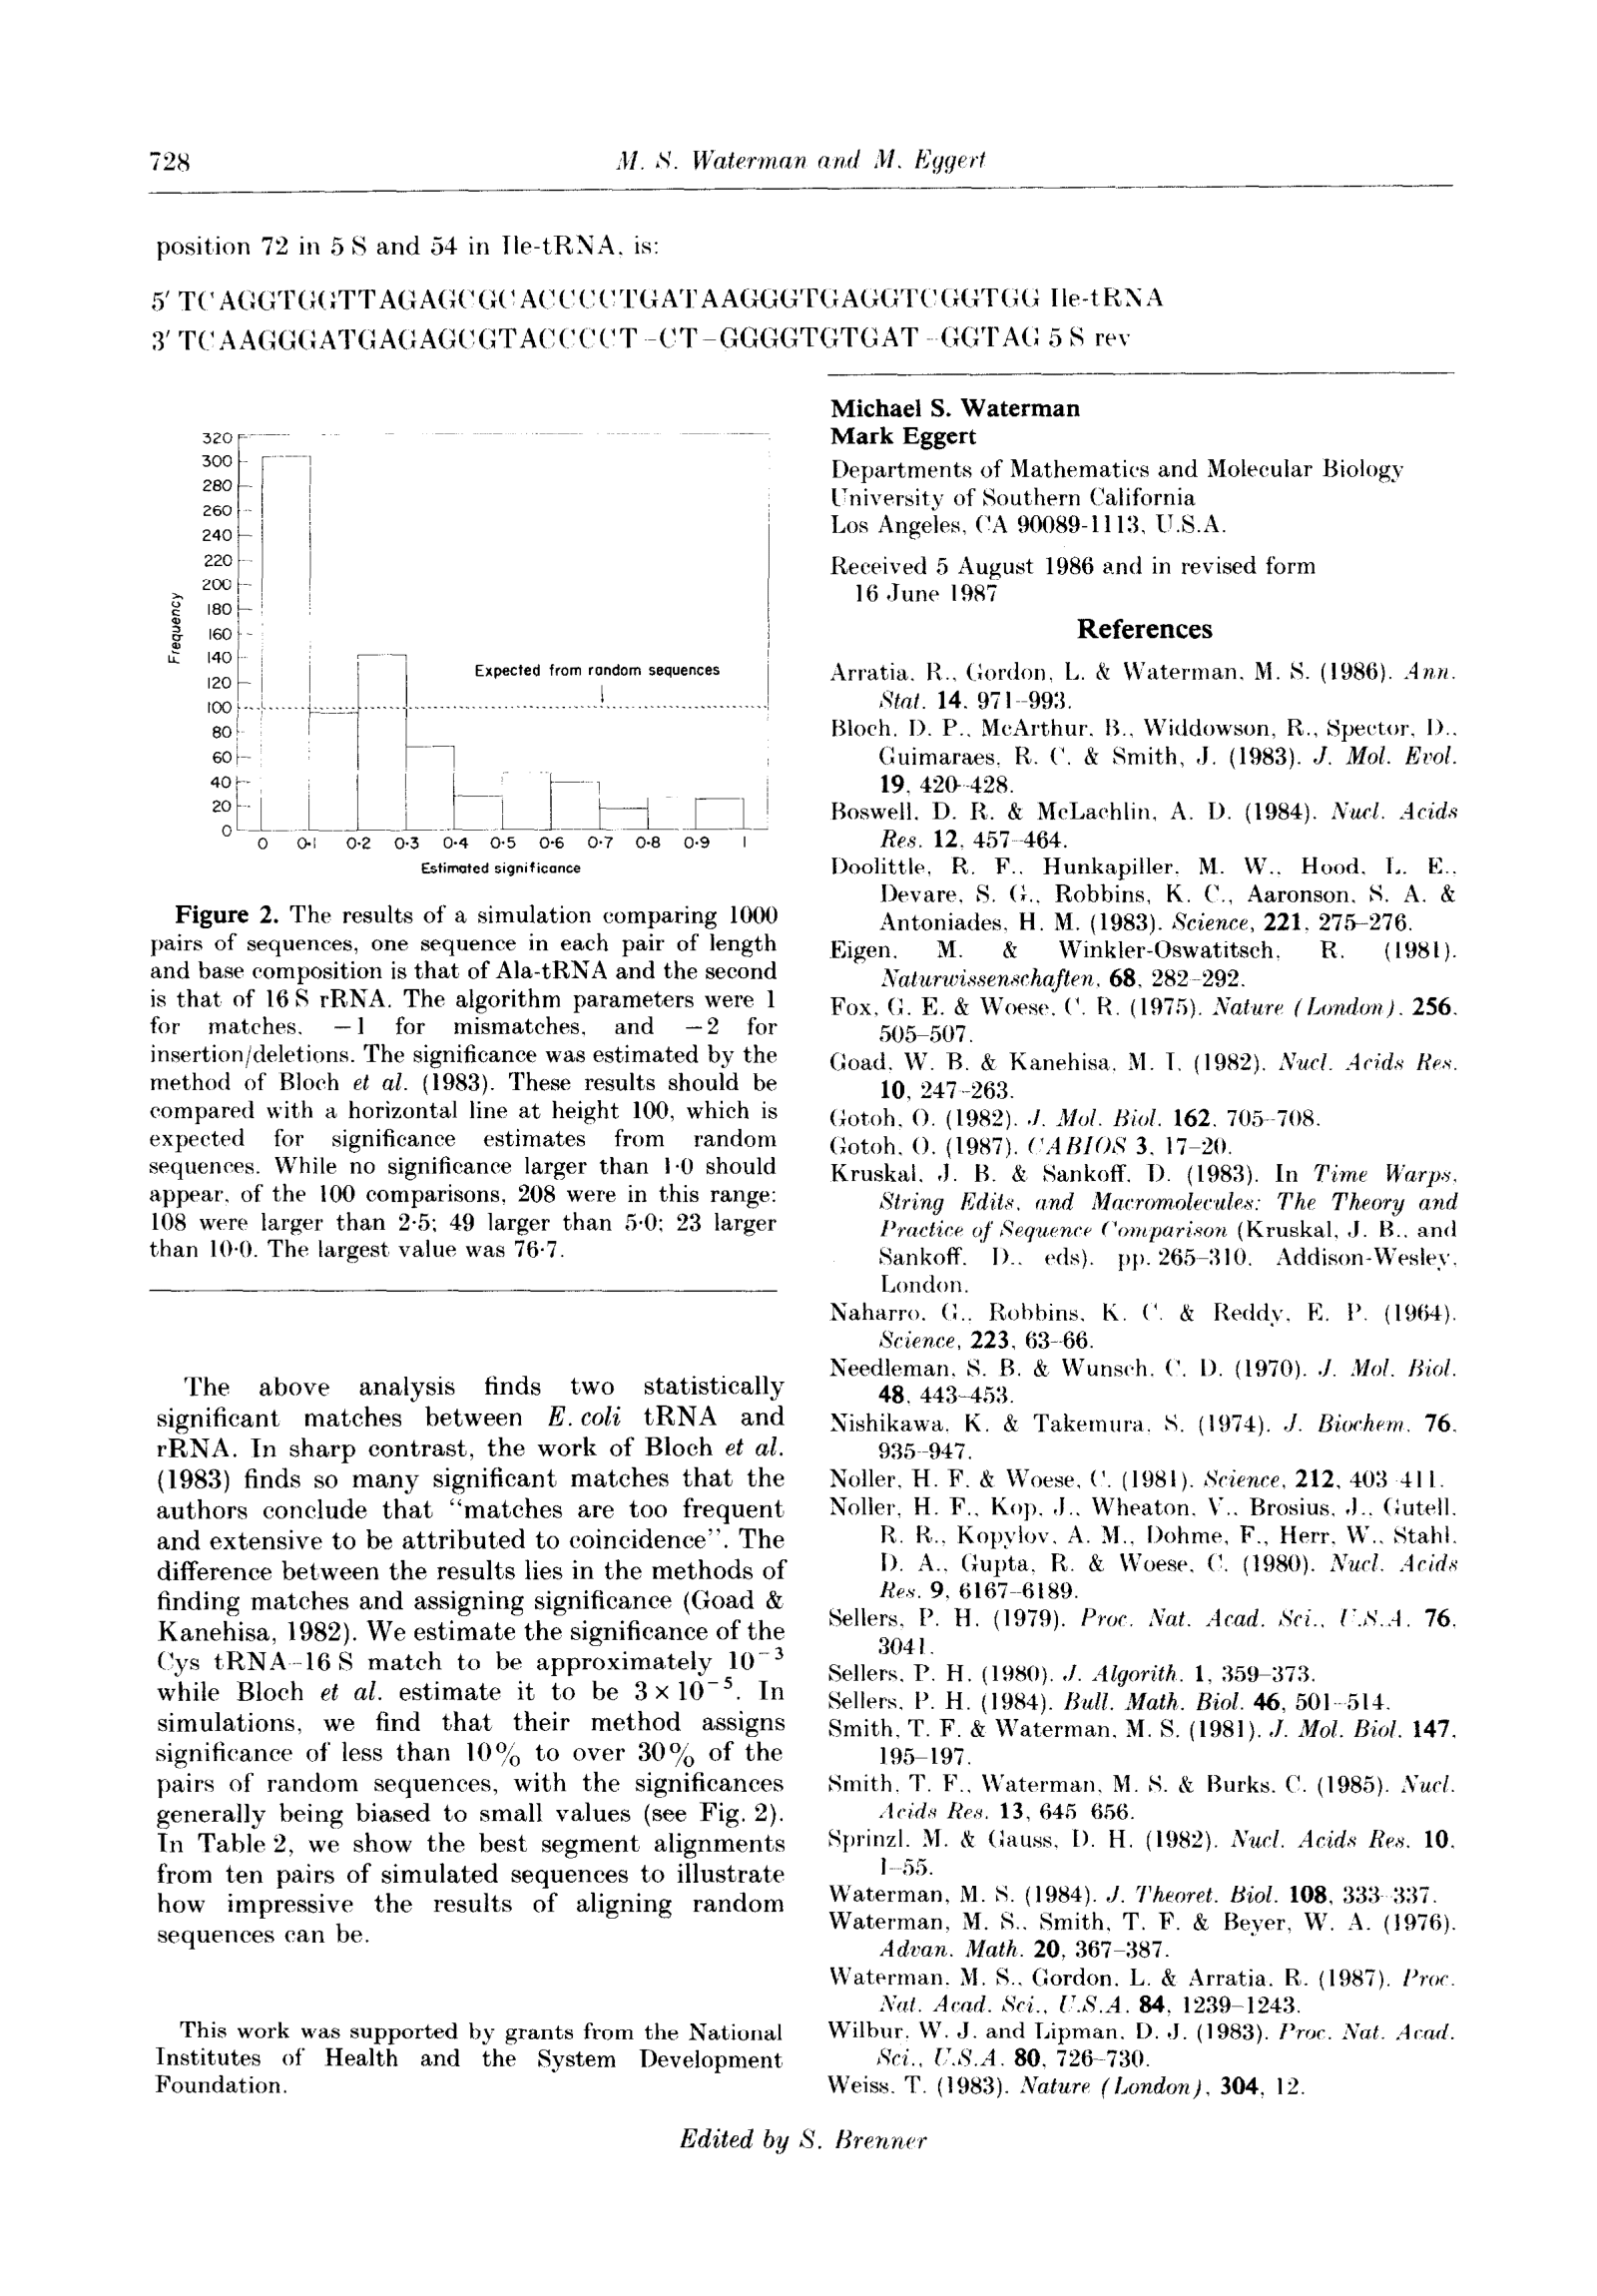 728
M. S. Waterman and M. Eggert
position 72 in 5 S and 54 in Ile-tRNA, is:
5′ TCAGGTGGTTAGAGCGCACCCCTGATAAGGGTGAGGTCGGTGG Ile-tRNA
3′ TCAAGGGATGAGAGCGTACCCCT-CT-GGGGTGTGAT-GGTAG 5 S rev
320
300
280
260
240
220
200
180
160
140
120
100
80
60
40
20
0
Frequency
Expected from random sequences
0 0·1 0·2 0·3 0·4 0·5 0·6 0·7 0·8 0·9 1
Estimated significance
Figure 2. The results of a simulation comparing 1000
pairs of sequences, one sequence in each pair of length
and base composition is that of Ala-tRNA and the second
is that of 16 S rRNA. The algorithm parameters were 1
for matches, −1 for mismatches, and −2 for
insertion/deletions. The significance was estimated by the
method of Bloch et al. (1983). These results should be
compared with a horizontal line at height 100, which is
expected for significance estimates from random
sequences. While no significance larger than 1·0 should
appear, of the 100 comparisons, 208 were in this range:
108 were larger than 2·5; 49 larger than 5·0; 23 larger
than 10·0. The largest value was 76·7.
The above analysis finds two statistically
significant matches between E. coli tRNA and
rRNA. In sharp contrast, the work of Bloch et al.
(1983) finds so many significant matches that the
authors conclude that “matches are too frequent
and extensive to be attributed to coincidence”. The
difference between the results lies in the methods of
finding matches and assigning significance (Goad &
Kanehisa, 1982). We estimate the significance of the
Cys tRNA–16 S match to be approximately 10⁻³
while Bloch et al. estimate it to be 3 × 10⁻⁵. In
simulations, we find that their method assigns
significance of less than 10% to over 30% of the
pairs of random sequences, with the significances
generally being biased to small values (see Fig. 2).
In Table 2, we show the best segment alignments
from ten pairs of simulated sequences to illustrate
how impressive the results of aligning random
sequences can be.
This work was supported by grants from the National
Institutes of Health and the System Development
Foundation.
Michael S. Waterman
Mark Eggert
Departments of Mathematics and Molecular Biology
University of Southern California
Los Angeles, CA 90089-1113, U.S.A.
Received 5 August 1986 and in revised form
16 June 1987
References
Arratia, R., Gordon, L. & Waterman, M. S. (1986). Ann.
Stat. 14, 971–993.
Bloch, D. P., McArthur, B., Widdowson, R., Spector, D.,
Guimaraes, R. C. & Smith, J. (1983). J. Mol. Evol.
19, 420–428.
Boswell, D. R. & McLachlin, A. D. (1984). Nucl. Acids
Res. 12, 457–464.
Doolittle, R. F., Hunkapiller, M. W., Hood, L. E.,
Devare, S. G., Robbins, K. C., Aaronson, S. A. &
Antoniades, H. M. (1983). Science, 221, 275–276.
Eigen, M. & Winkler-Oswatitsch, R. (1981).
Naturwissenschaften, 68, 282–292.
Fox, G. E. & Woese, C. R. (1975). Nature (London), 256,
505–507.
Goad, W. B. & Kanehisa, M. I. (1982). Nucl. Acids Res.
10, 247–263.
Gotoh, O. (1982). J. Mol. Biol. 162, 705–708.
Gotoh, O. (1987). CABIOS 3, 17–20.
Kruskal, J. B. & Sankoff, D. (1983). In Time Warps,
String Edits, and Macromolecules: The Theory and
Practice of Sequence Comparison (Kruskal, J. B., and
Sankoff, D., eds), pp. 265–310. Addison-Wesley,
London.
Naharro, G., Robbins, K. C. & Reddy, E. P. (1964).
Science, 223, 63–66.
Needleman, S. B. & Wunsch, C. D. (1970). J. Mol. Biol.
48, 443–453.
Nishikawa, K. & Takemura, S. (1974). J. Biochem. 76,
935–947.
Noller, H. F. & Woese, C. (1981). Science, 212, 403–411.
Noller, H. F., Kop, J., Wheaton, V., Brosius, J., Gutell,
R. R., Kopylov, A. M., Dohme, F., Herr, W., Stahl,
D. A., Gupta, R. & Woese, C. (1980). Nucl. Acids
Res. 9, 6167–6189.
Sellers, P. H. (1979). Proc. Nat. Acad. Sci., U.S.A. 76,
3041.
Sellers, P. H. (1980). J. Algorith. 1, 359–373.
Sellers, P. H. (1984). Bull. Math. Biol. 46, 501–514.
Smith, T. F. & Waterman, M. S. (1981). J. Mol. Biol. 147,
195–197.
Smith, T. F., Waterman, M. S. & Burks, C. (1985). Nucl.
Acids Res. 13, 645–656.
Sprinzl, M. & Gauss, D. H. (1982). Nucl. Acids Res. 10,
1–55.
Waterman, M. S. (1984). J. Theoret. Biol. 108, 333–337.
Waterman, M. S., Smith, T. F. & Beyer, W. A. (1976).
Advan. Math. 20, 367–387.
Waterman, M. S., Gordon, L. & Arratia, R. (1987). Proc.
Nat. Acad. Sci., U.S.A. 84, 1239–1243.
Wilbur, W. J. and Lipman, D. J. (1983). Proc. Nat. Acad.
Sci., U.S.A. 80, 726–730.
Weiss, T. (1983). Nature (London), 304, 12.
Edited by S. Brenner